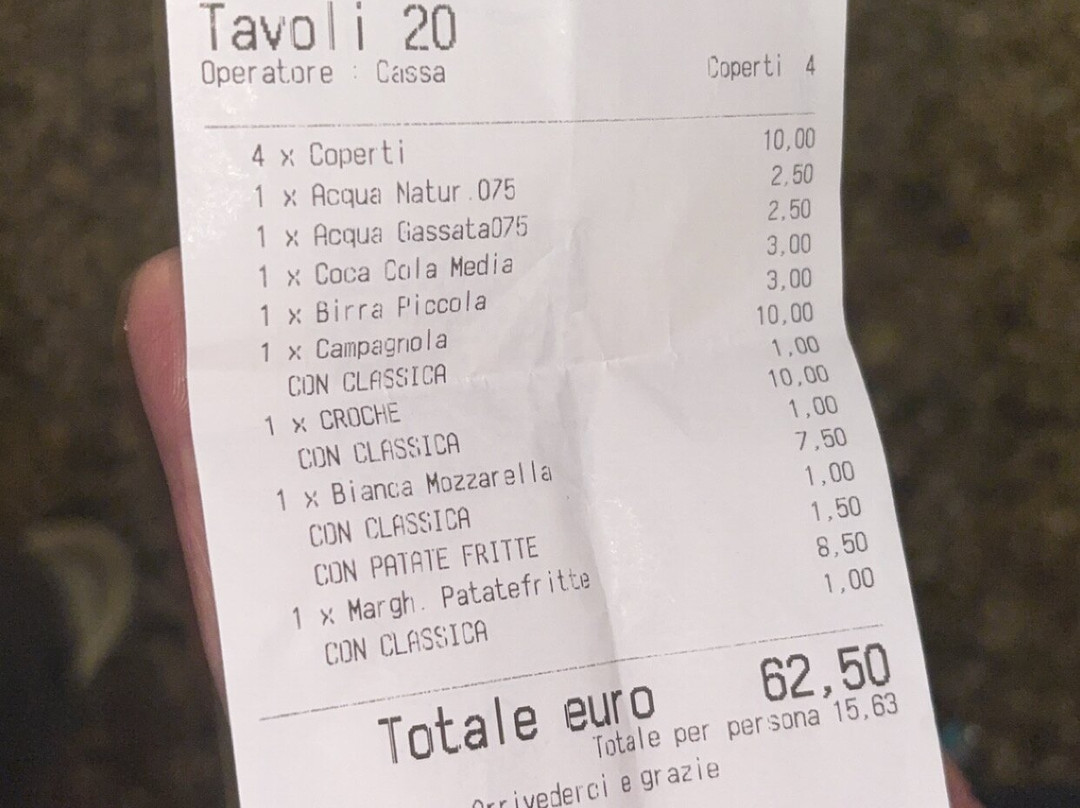 Tavoli 20
Operatore : Cassa Coperti 4
4 x Coperti 10,00
1 x Acqua Natur.075 2,50
1 x Acqua Gassata075 2,50
1 x Coca Cola Media 3,00
1 x Birra Piccola 3,00
1 x Campagnola 10,00
CON CLASSICA 1,00
1 x CROCHE 10,00
CON CLASSICA 1,00
1 x Bianca Mozzarella 7,50
CON CLASSICA 1,00
CON PATATE FRITTE 1,50
1 x Margh. Patatefritte 8,50
CON CLASSICA 1,00
Totale euro 62,50
Totale per persona 15,63
Arrivederci e grazie